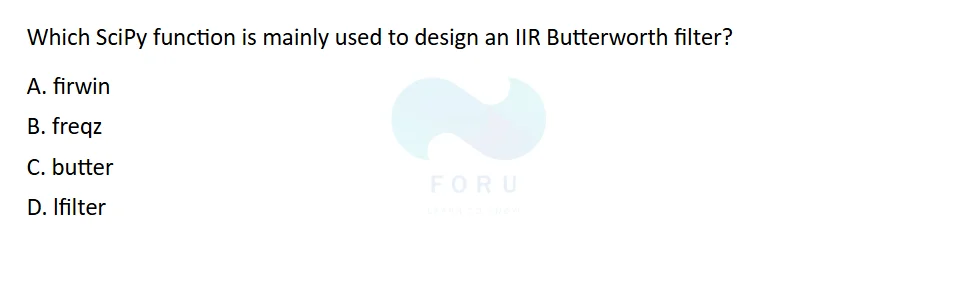 Which SciPy function is mainly used to design an IIR Butterworth filter?
A. firwin
B. freqz
C. butter
D. lfilter
FORU